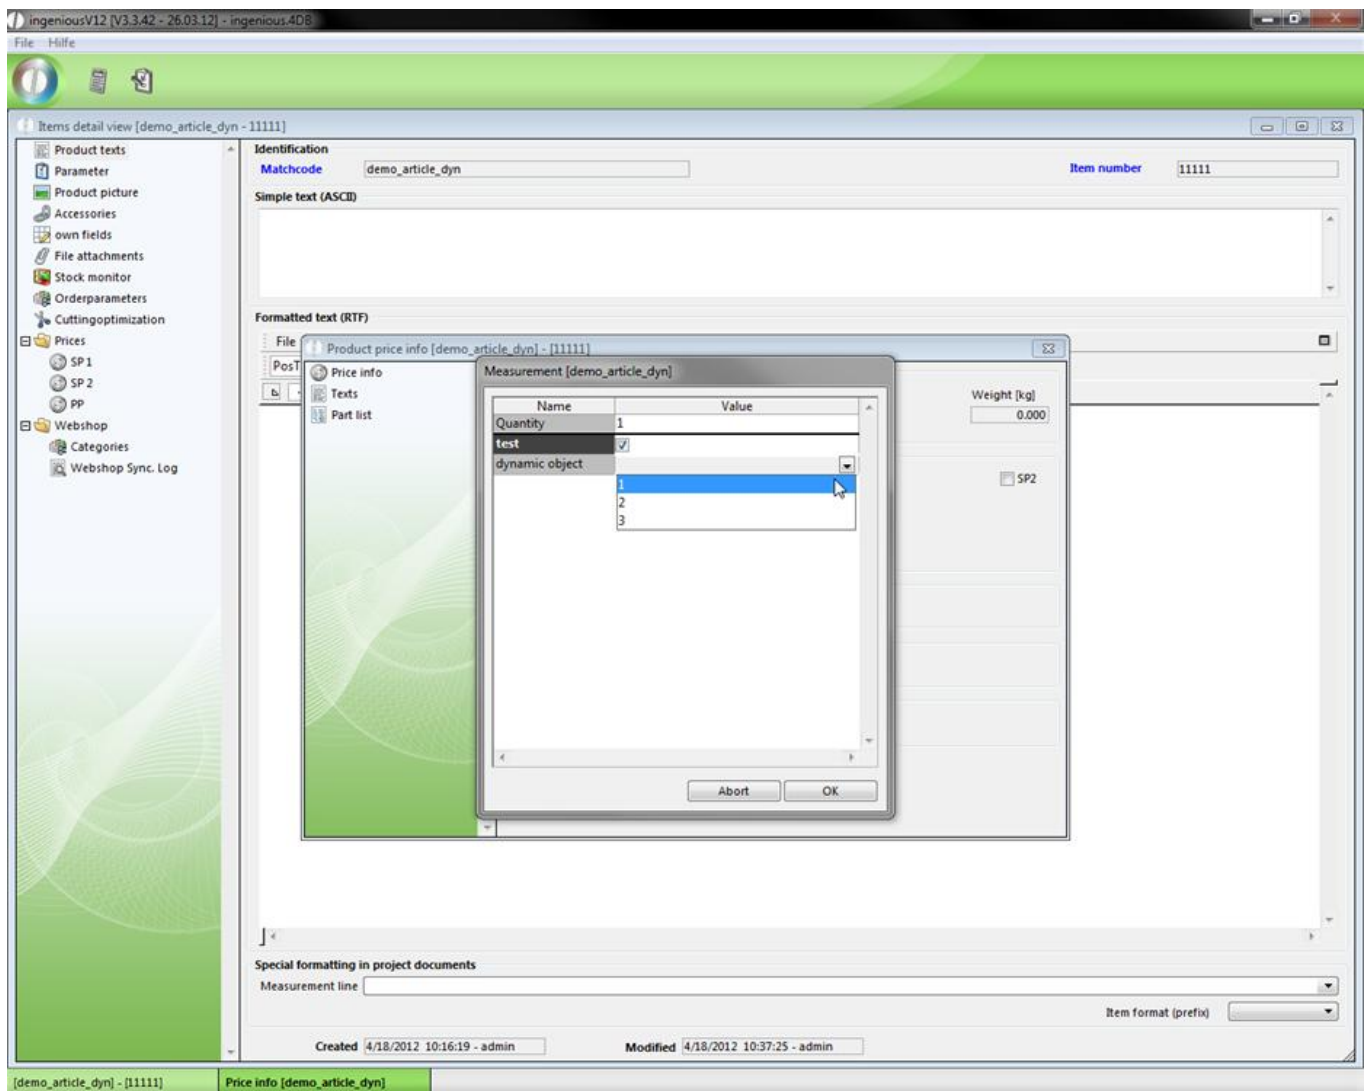 ingeniousV12 [V3.3.42 - 26.03.12] - ingenious.4DB
File Hilfe
Items detail view [demo_article_dyn - 11111]
Product texts
Parameter
Product picture
Accessories
own fields
File attachments
Stock monitor
Orderparameters
Cuttingoptimization
Prices
SP 1
SP 2
PP
Webshop
Categories
Webshop Sync. Log
Identification
Matchcode demo_article_dyn Item number 11111
Simple text (ASCII)
Formatted text (RTF)
File
PosT
Product price info [demo_article_dyn] - [11111]
Price info
Texts
Part list
Weight [kg]
0.000
SP2
Measurement [demo_article_dyn]
Name Value
Quantity 1
test
dynamic object
1
2
3
Abort OK
Special formatting in project documents
Measurement line
Item format (prefix)
Created 4/18/2012 10:16:19 - admin Modified 4/18/2012 10:37:25 - admin
[demo_article_dyn] - [11111] Price info [demo_article_dyn]